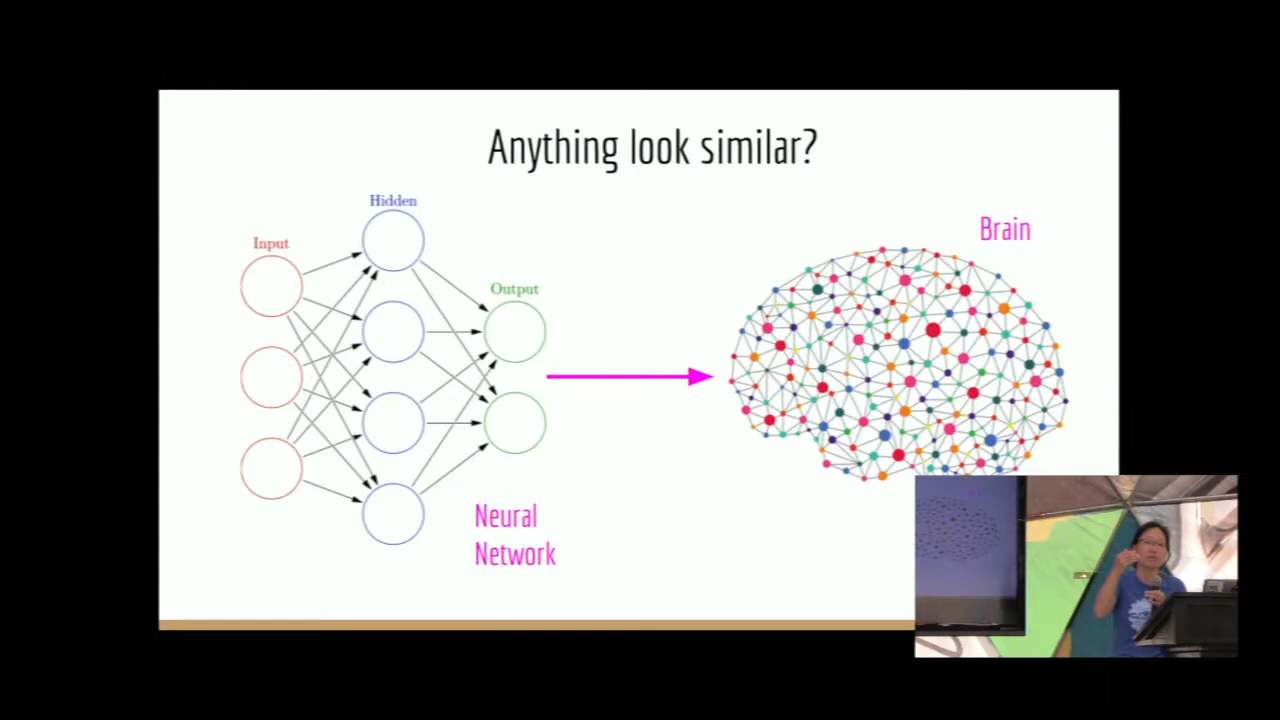 Anything look similar?
Hidden
Input
Output
Brain
Neural
Network